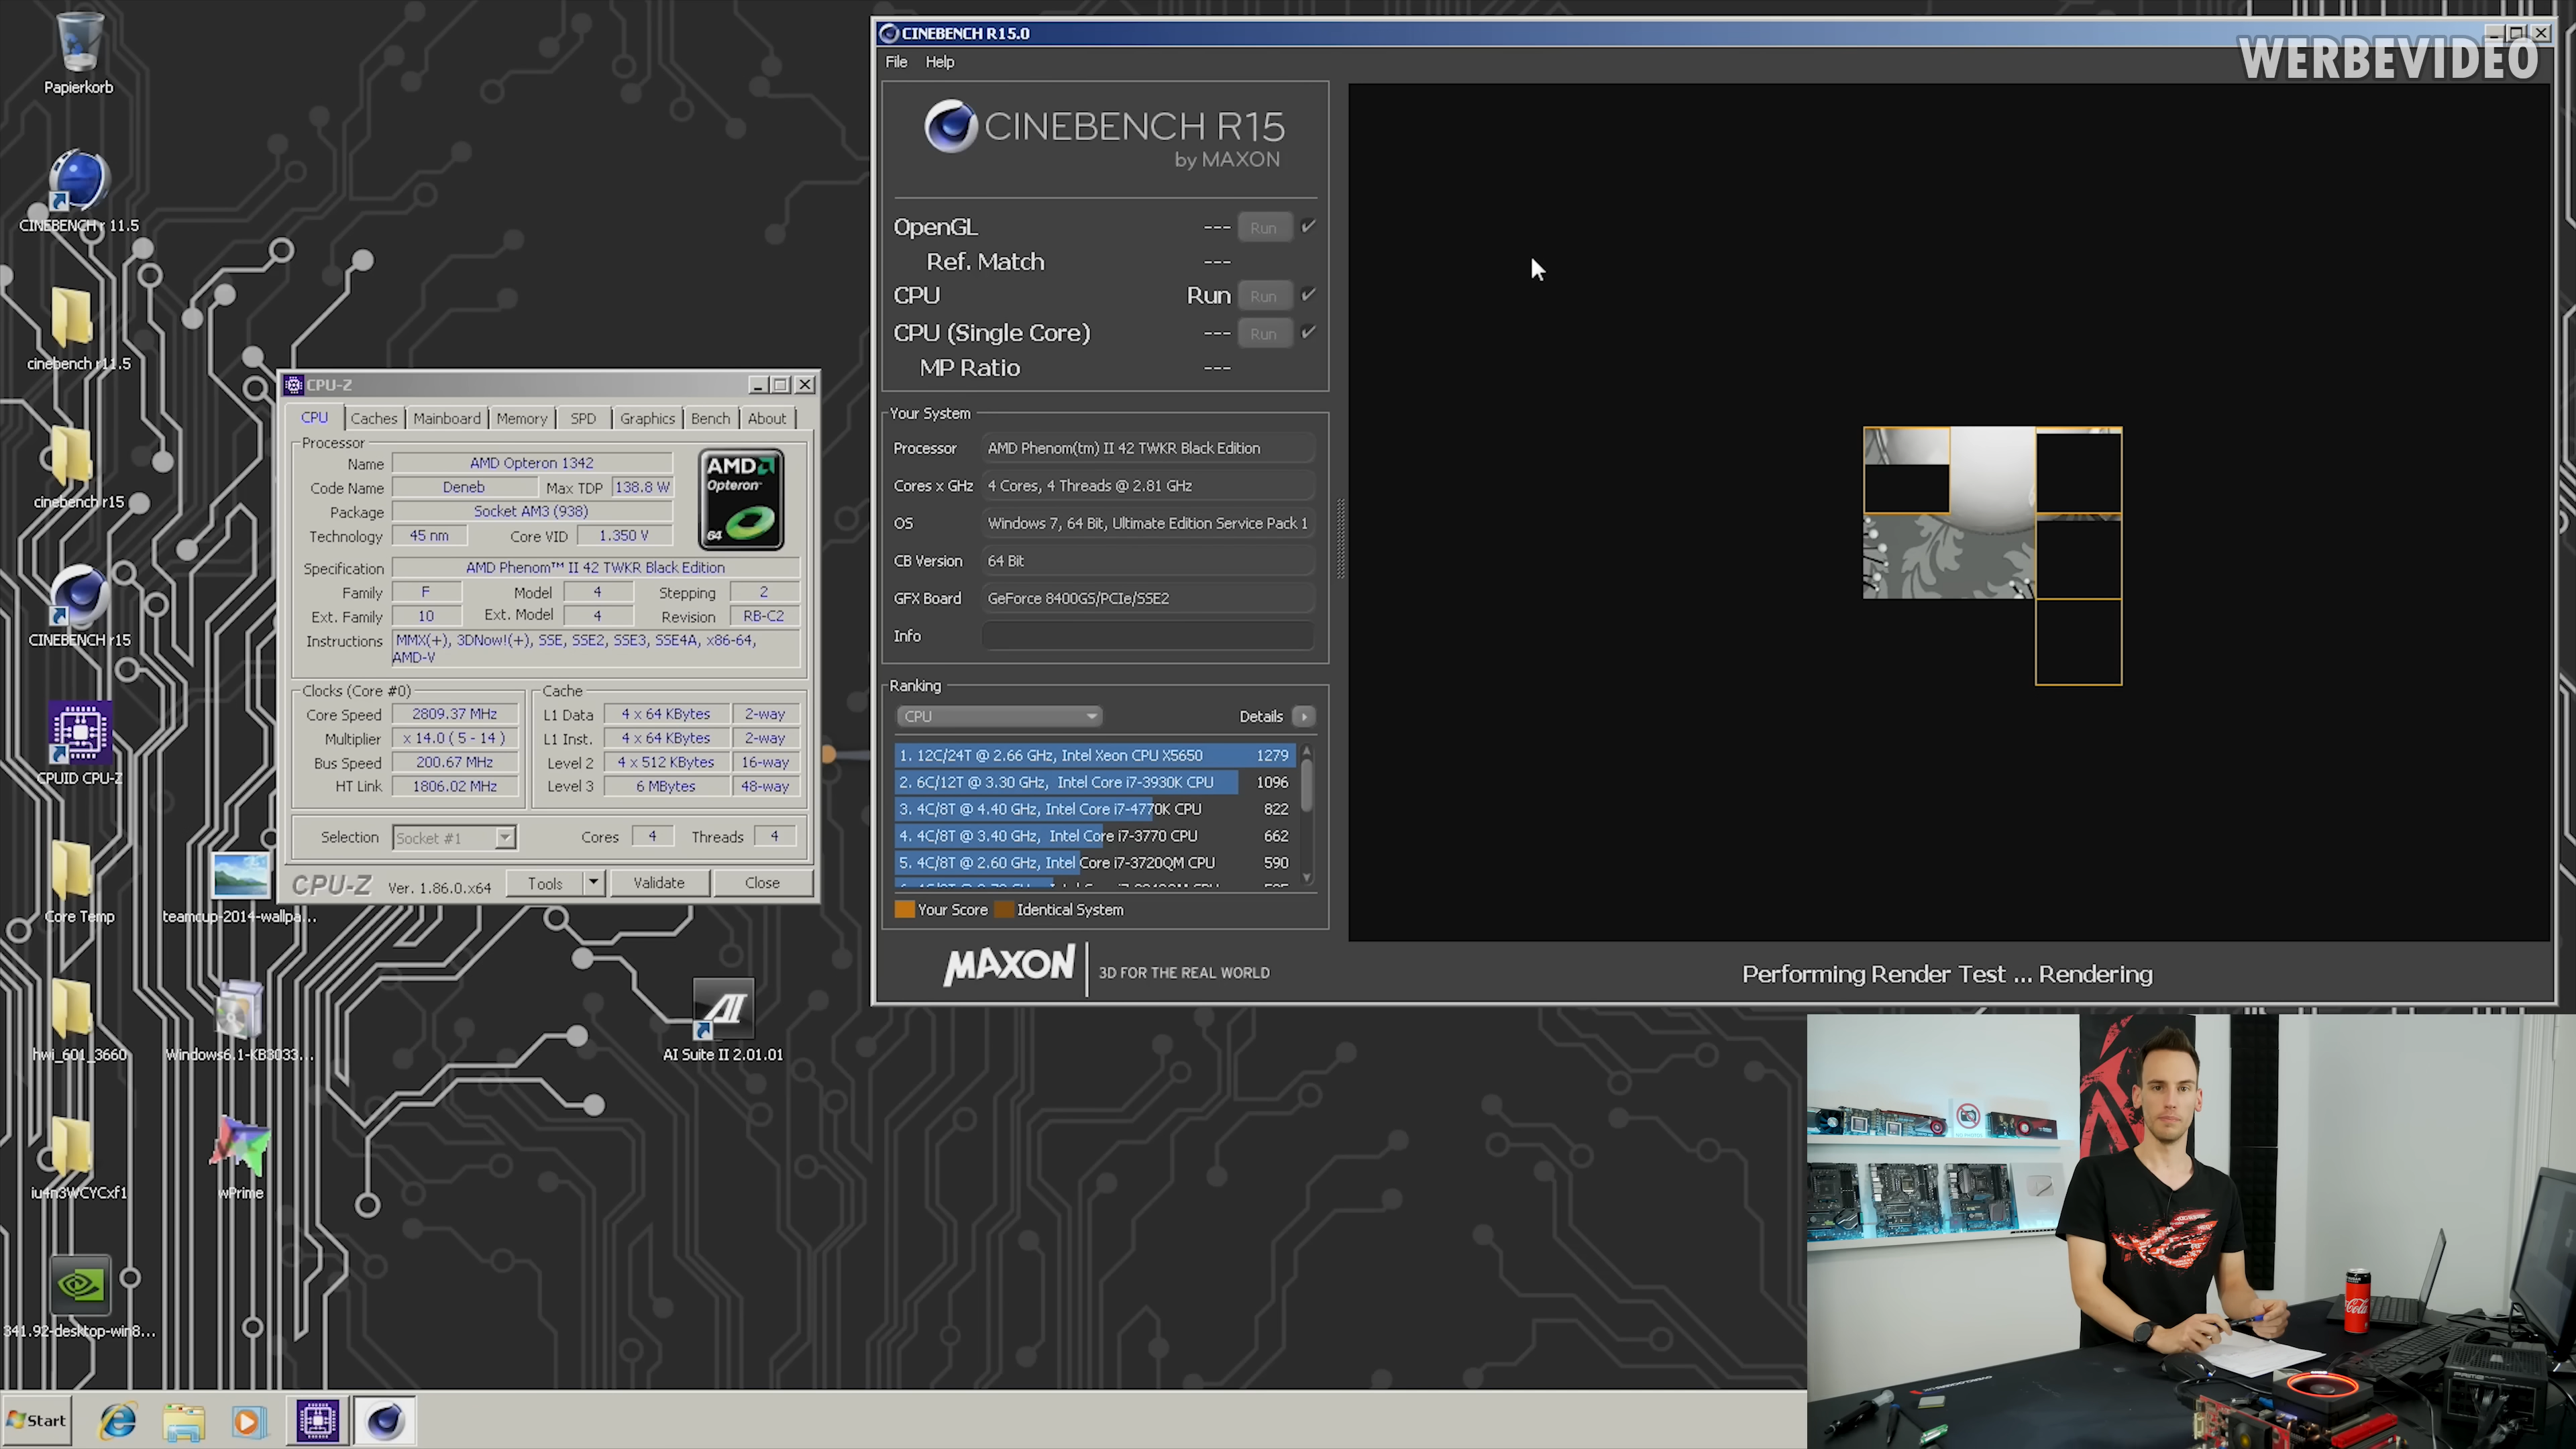 WERBEVIDEO
Papierkorb
CINEBENCH r 11.5
cinebench r11.5
cinebench r15
CINEBENCH r15
CPUID CPU-Z
Core Temp
teamcup-2014-wallpa...
hwi_601_3660
Windows6.1-KB3033...
iu4n3WCYCxf1
wPrime
341.92-desktop-win8...
AI Suite II 2.01.01
Start
CPU-Z
CPU Caches Mainboard Memory SPD Graphics Bench About
Processor
Name AMD Opteron 1342
Code Name Deneb Max TDP 138.8 W
Package Socket AM3 (938)
Technology 45 nm Core VID 1.350 V
AMD
Opteron
64
Specification AMD Phenom™ II 42 TWKR Black Edition
Family F Model 4 Stepping 2
Ext. Family 10 Ext. Model 4 Revision RB-C2
Instructions MMX(+), 3DNow!(+), SSE, SSE2, SSE3, SSE4A, x86-64,
AMD-V
Clocks (Core #0)
Core Speed 2809.37 MHz
Multiplier x 14.0 ( 5 - 14 )
Bus Speed 200.67 MHz
HT Link 1806.02 MHz
Cache
L1 Data 4 x 64 KBytes 2-way
L1 Inst. 4 x 64 KBytes 2-way
Level 2 4 x 512 KBytes 16-way
Level 3 6 MBytes 48-way
Selection Socket #1 Cores 4 Threads 4
CPU-Z Ver. 1.86.0.x64 Tools Validate Close
CINEBENCH R15.0
File Help
CINEBENCH R15
by MAXON
OpenGL --- Run
Ref. Match ---
CPU Run Run
CPU (Single Core) --- Run
MP Ratio ---
Your System
Processor AMD Phenom(tm) II 42 TWKR Black Edition
Cores x GHz 4 Cores, 4 Threads @ 2.81 GHz
OS Windows 7, 64 Bit, Ultimate Edition Service Pack 1
CB Version 64 Bit
GFX Board GeForce 8400GS/PCIe/SSE2
Info
Ranking
CPU Details
1. 12C/24T @ 2.66 GHz, Intel Xeon CPU X5650 1279
2. 6C/12T @ 3.30 GHz, Intel Core i7-3930K CPU 1096
3. 4C/8T @ 4.40 GHz, Intel Core i7-4770K CPU 822
4. 4C/8T @ 3.40 GHz, Intel Core i7-3770 CPU 662
5. 4C/8T @ 2.60 GHz, Intel Core i7-3720QM CPU 590
Your Score Identical System
MAXON 3D FOR THE REAL WORLD
Performing Render Test ... Rendering